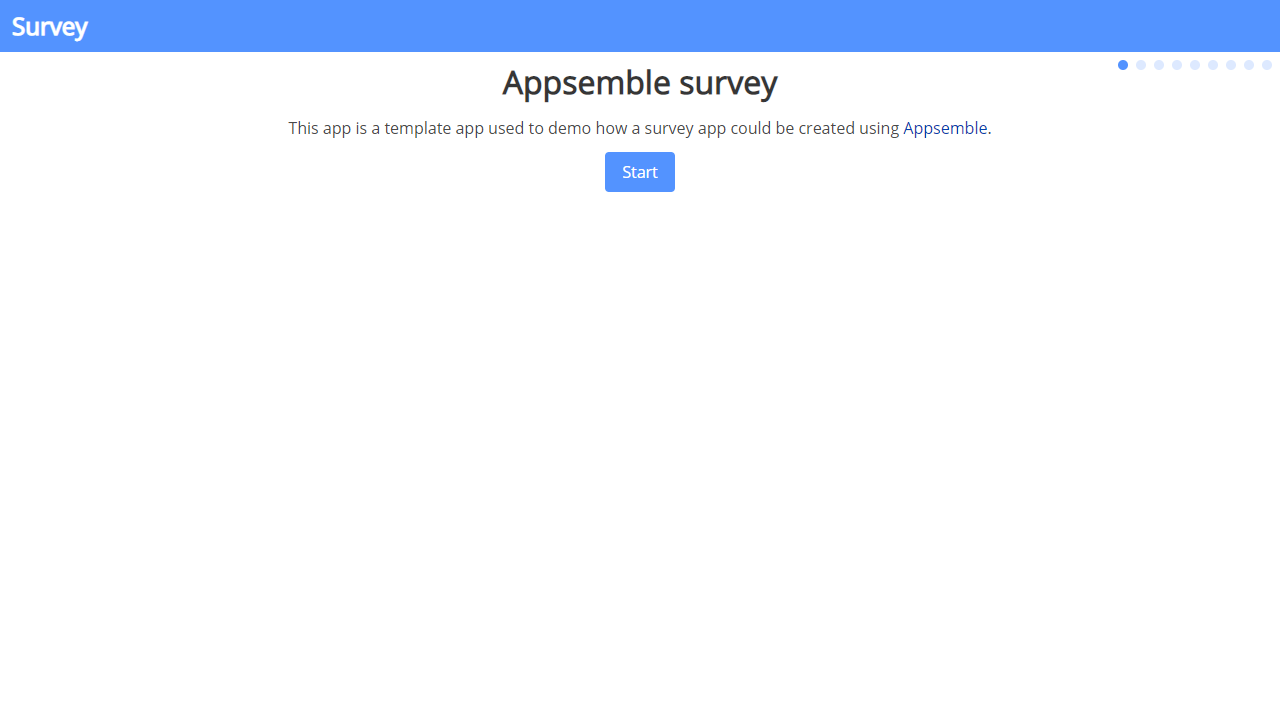 Survey
Appsemble survey
This app is a template app used to demo how a survey app could be created using Appsemble.
Start